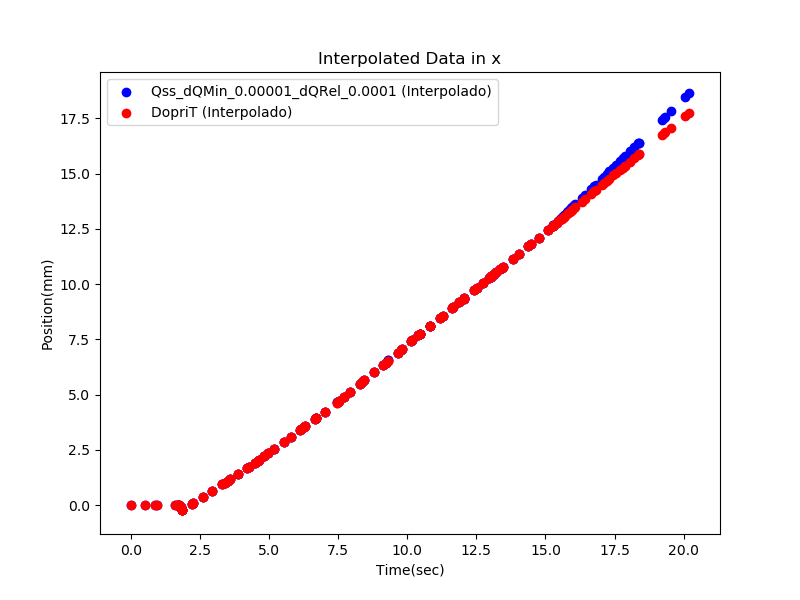 Interpolated Data in x
Qss_dQMin_0.00001_dQRel_0.0001 (Interpolado)
DopriT (Interpolado)
17.5
15.0
12.5
10.0
7.5
5.0
2.5
0.0
Position(mm)
0.0 2.5 5.0 7.5 10.0 12.5 15.0 17.5 20.0
Time(sec)